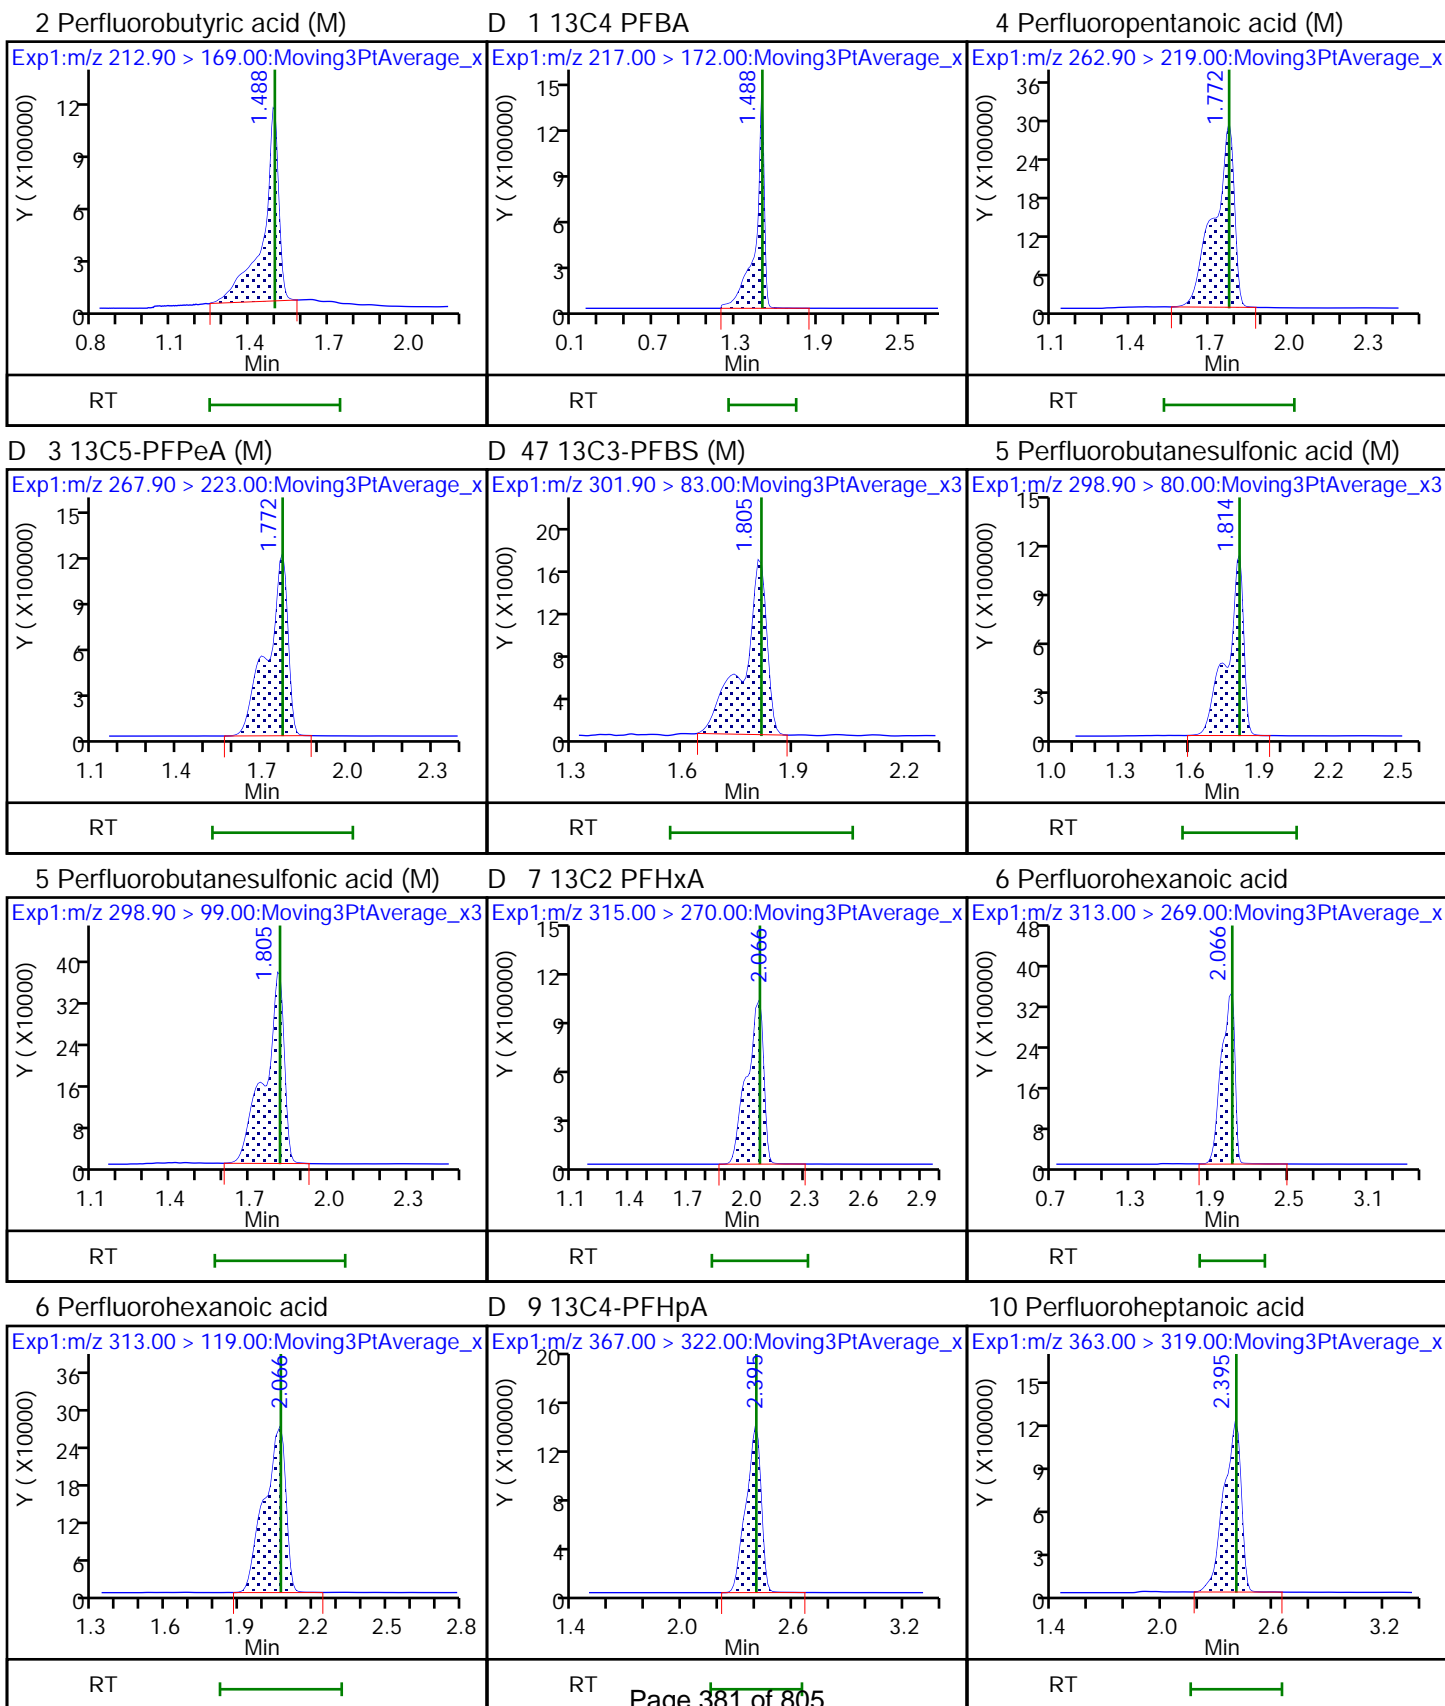 2 Perfluorobutyric acid (M)
Exp1:m/z 212.90 > 169.00:Moving3PtAverage_x
1.488
Y ( X100000)
12
9
6
3
0
0.8 1.1 1.4 1.7 2.0
Min
RT
D 1 13C4 PFBA
Exp1:m/z 217.00 > 172.00:Moving3PtAverage_x
1.488
Y ( X100000)
15
12
9
6
3
0
0.1 0.7 1.3 1.9 2.5
Min
RT
4 Perfluoropentanoic acid (M)
Exp1:m/z 262.90 > 219.00:Moving3PtAverage_x
1.772
Y ( X100000)
36
30
24
18
12
6
0
1.1 1.4 1.7 2.0 2.3
Min
RT
D 3 13C5-PFPeA (M)
Exp1:m/z 267.90 > 223.00:Moving3PtAverage_x
1.772
Y ( X100000)
15
12
9
6
3
0
1.1 1.4 1.7 2.0 2.3
Min
RT
D 47 13C3-PFBS (M)
Exp1:m/z 301.90 > 83.00:Moving3PtAverage_x3
1.805
Y ( X1000)
20
16
12
8
4
0
1.3 1.6 1.9 2.2
Min
RT
5 Perfluorobutanesulfonic acid (M)
Exp1:m/z 298.90 > 80.00:Moving3PtAverage_x3
1.814
Y ( X100000)
15
12
9
6
3
0
1.0 1.3 1.6 1.9 2.2 2.5
Min
RT
5 Perfluorobutanesulfonic acid (M)
Exp1:m/z 298.90 > 99.00:Moving3PtAverage_x3
1.805
Y ( X10000)
40
32
24
16
8
0
1.1 1.4 1.7 2.0 2.3
Min
RT
D 7 13C2 PFHxA
Exp1:m/z 315.00 > 270.00:Moving3PtAverage_x
2.066
Y ( X100000)
15
12
9
6
3
0
1.1 1.4 1.7 2.0 2.3 2.6 2.9
Min
RT
6 Perfluorohexanoic acid
Exp1:m/z 313.00 > 269.00:Moving3PtAverage_x
2.066
Y ( X100000)
48
40
32
24
16
8
0
0.7 1.3 1.9 2.5 3.1
Min
RT
6 Perfluorohexanoic acid
Exp1:m/z 313.00 > 119.00:Moving3PtAverage_x
2.066
Y ( X10000)
36
30
24
18
12
6
0
1.3 1.6 1.9 2.2 2.5 2.8
Min
RT
D 9 13C4-PFHpA
Exp1:m/z 367.00 > 322.00:Moving3PtAverage_x
2.395
Y ( X100000)
20
16
12
8
4
0
1.4 2.0 2.6 3.2
Min
RT
10 Perfluoroheptanoic acid
Exp1:m/z 363.00 > 319.00:Moving3PtAverage_x
2.395
Y ( X100000)
15
12
9
6
3
0
1.4 2.0 2.6 3.2
Min
RT
Page 381 of 805